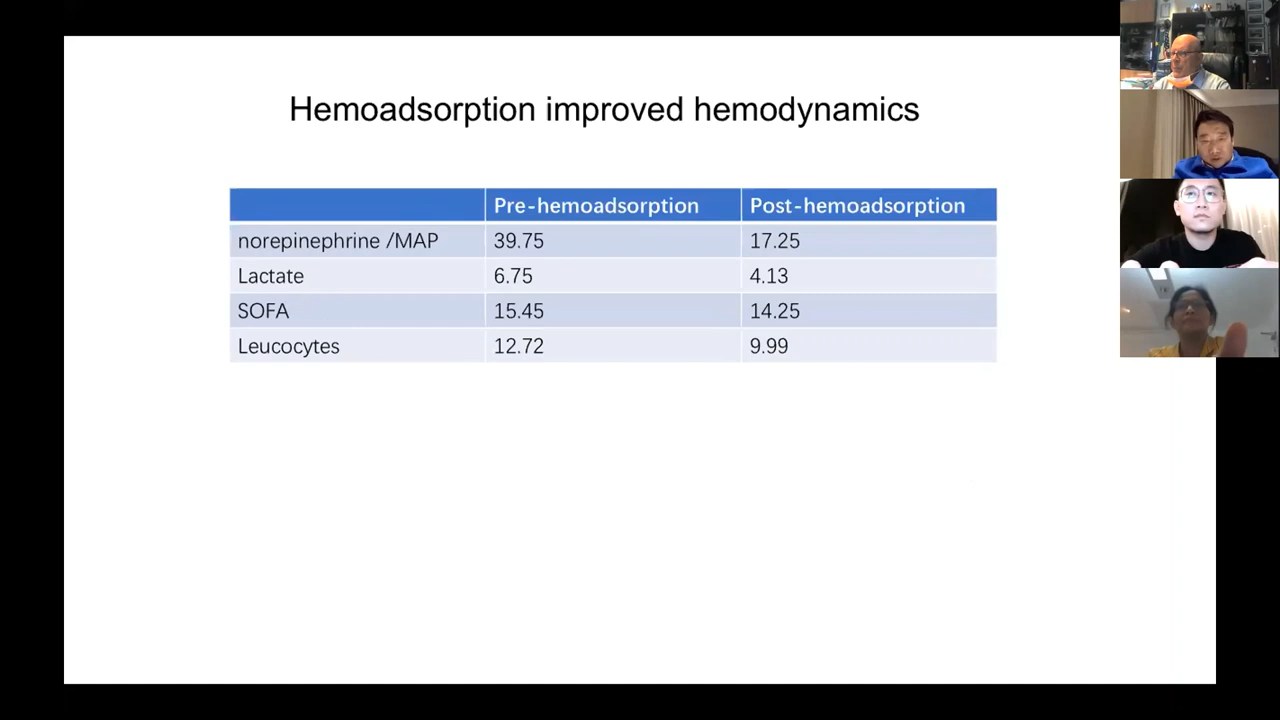 Hemoadsorption improved hemodynamics
Pre-hemoadsorption Post-hemoadsorption
norepinephrine /MAP 39.75 17.25
Lactate 6.75 4.13
SOFA 15.45 14.25
Leucocytes 12.72 9.99